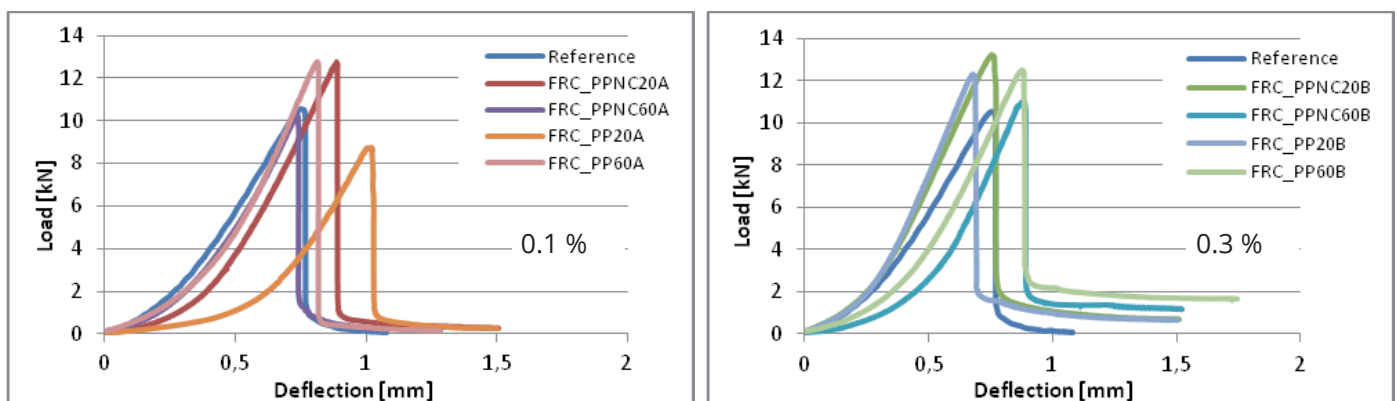 14
12
10
8
6
4
2
0
Load [kN]
0
0,5
1
1,5
2
Deflection [mm]
Reference
FRC_PPNC20A
FRC_PPNC60A
FRC_PP20A
FRC_PP60A
0.1 %
14
12
10
8
6
4
2
0
Load [kN]
0
0,5
1
1,5
2
Deflection [mm]
Reference
FRC_PPNC20B
FRC_PPNC60B
FRC_PP20B
FRC_PP60B
0.3 %